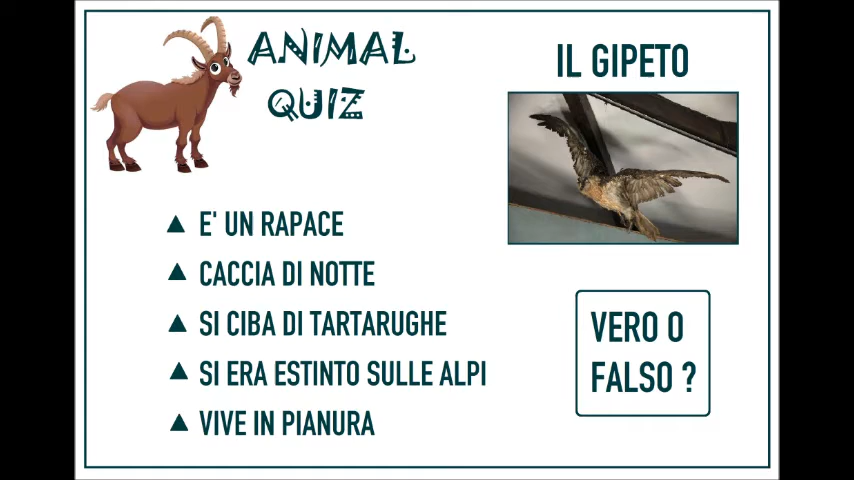 ANIMAL
QUIZ
IL GIPETO
E' UN RAPACE
CACCIA DI NOTTE
SI CIBA DI TARTARUGHE
SI ERA ESTINTO SULLE ALPI
VIVE IN PIANURA
VERO O
FALSO ?